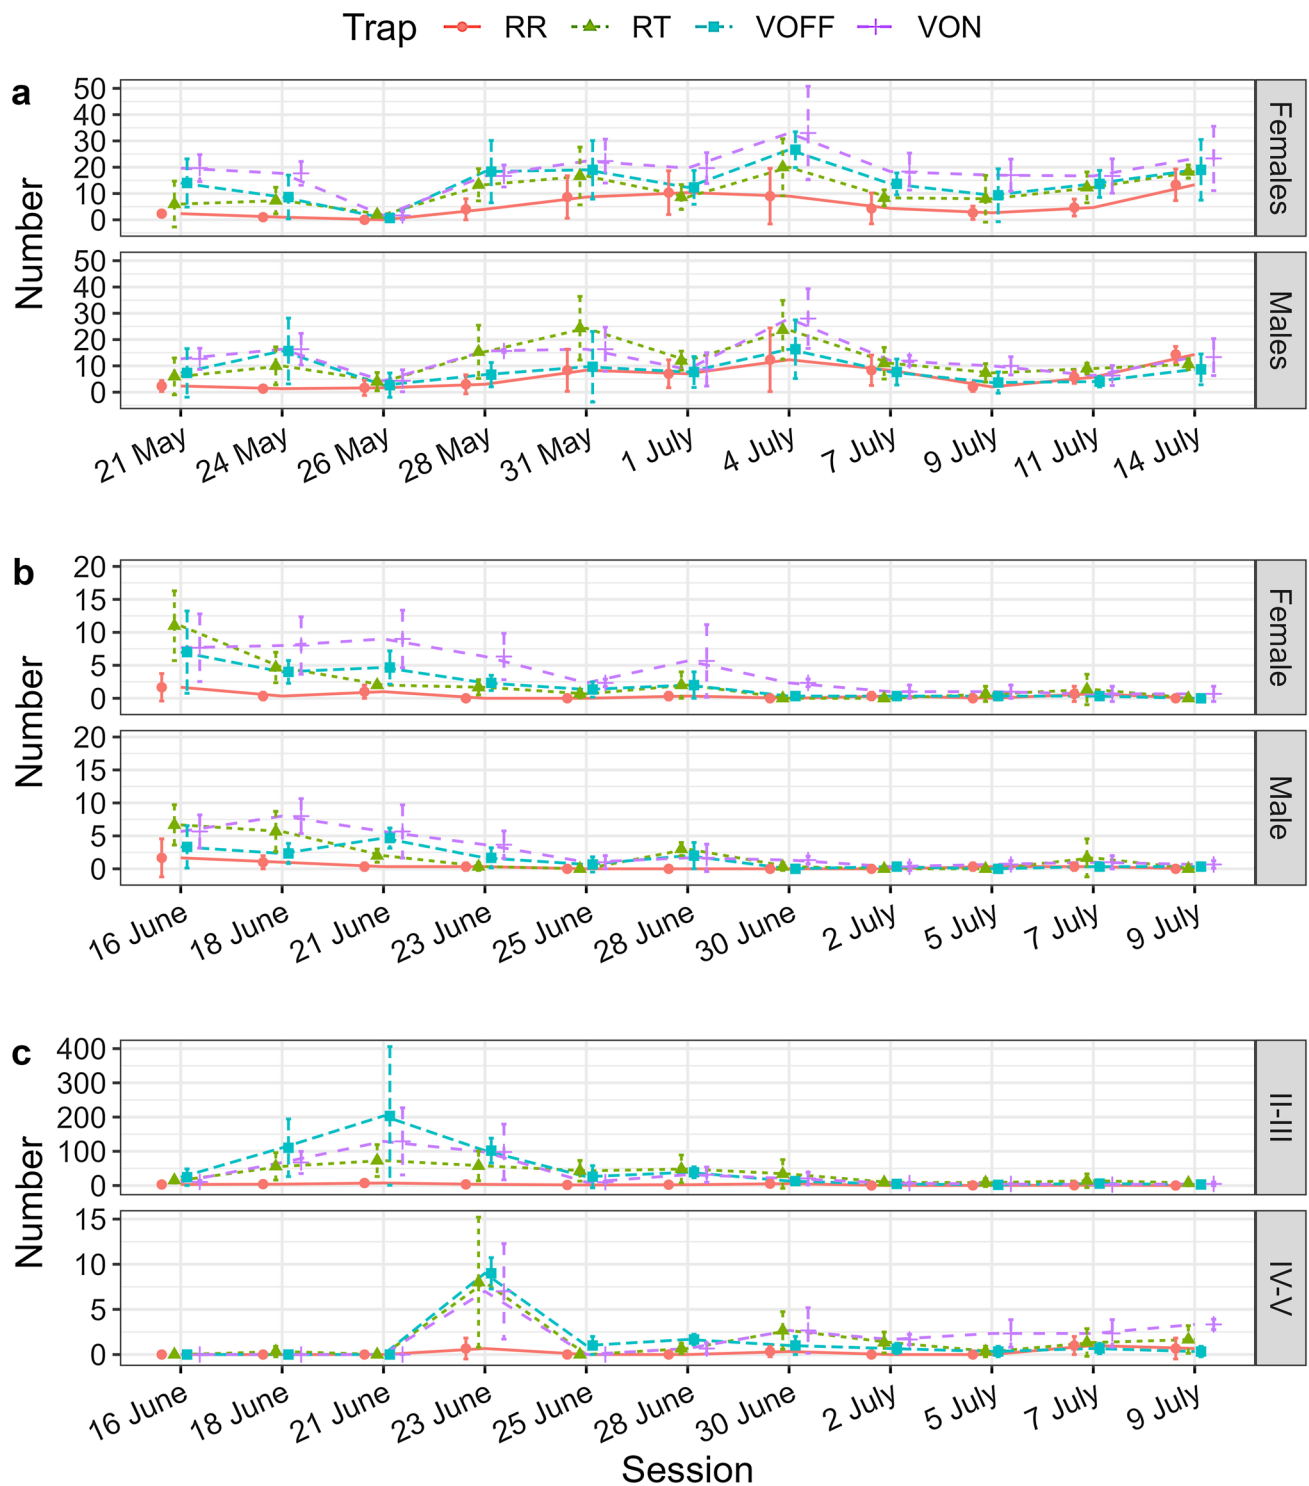 Trap RR RT VOFF VON
a
50
40
30
20
10
0
Females
50
40
30
20
10
0
Males
Number
21 May 24 May 26 May 28 May 31 May 1 July 4 July 7 July 9 July 11 July 14 July
b
20
15
10
5
0
Female
20
15
10
5
0
Male
Number
16 June 18 June 21 June 23 June 25 June 28 June 30 June 2 July 5 July 7 July 9 July
c
400
300
200
100
0
II-III
15
10
5
0
IV-V
Number
16 June 18 June 21 June 23 June 25 June 28 June 30 June 2 July 5 July 7 July 9 July
Session